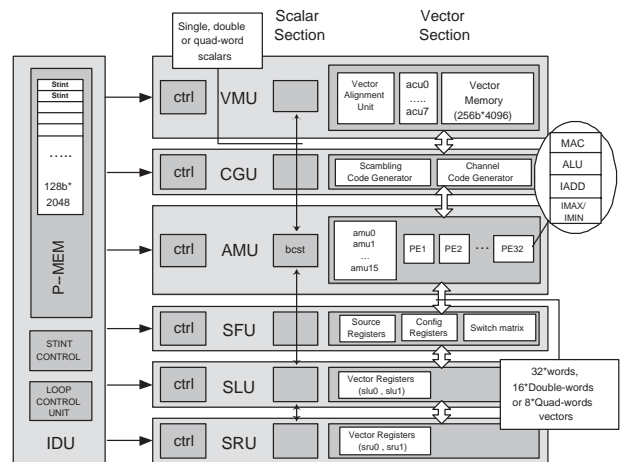 Single, double
or quad-word
scalars
Scalar
Section
Vector
Section
Stint
Stint
.....
128b*
2048
P-MEM
STINT
CONTROL
LOOP
CONTROL
UNIT
IDU
ctrl
VMU
Vector
Alignment
Unit
acu0
.....
acu7
Vector
Memory
(256b*4096)
ctrl
CGU
Scambling
Code Generator
Channel
Code Generator
MAC
ALU
IADD
IMAX/
IMIN
ctrl
AMU
bcst
amu0
amu1
...
amu15
PE1
PE2
...
PE32
ctrl
SFU
Source
Registers
Config
Registers
Switch matrix
ctrl
SLU
Vector Registers
(slu0 , slu1)
32*words,
16*Double-words
or 8*Quad-words
vectors
ctrl
SRU
Vector Registers
(sru0 , sru1)